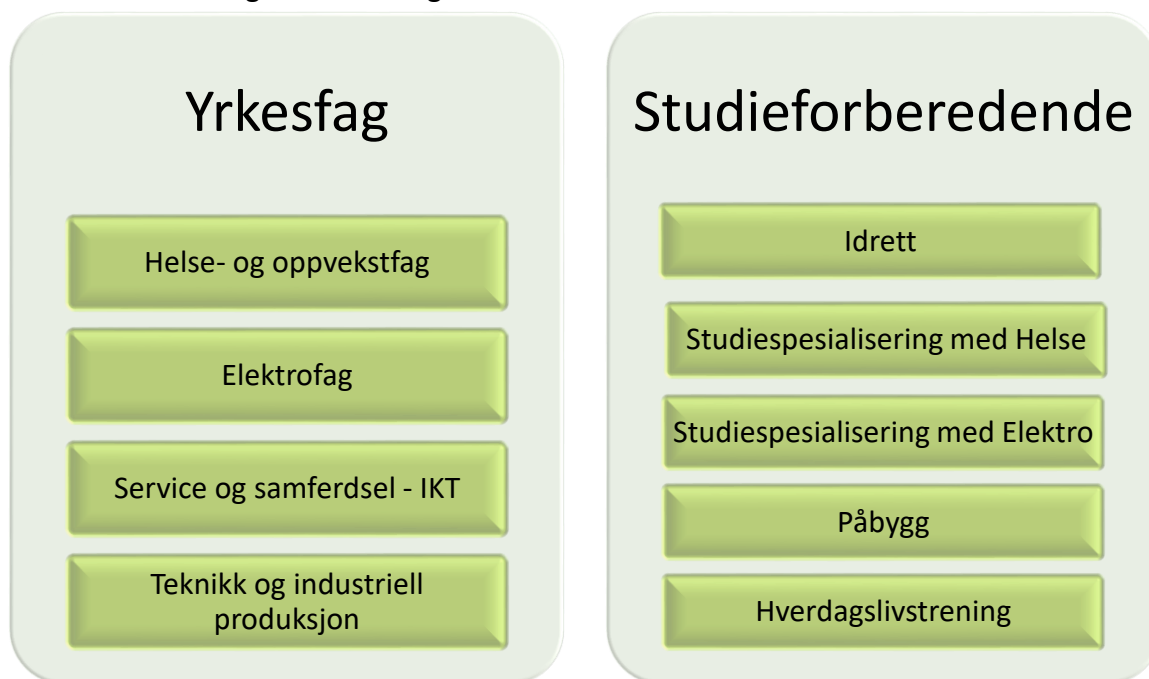 Yrkesfag
Helse- og oppvekstfag
Elektrofag
Service og samferdsel - IKT
Teknikk og industriell
produksjon
Studieforberedende
Idrett
Studiespesialisering med Helse
Studiespesialisering med Elektro
Påbygg
Hverdagslivstrening